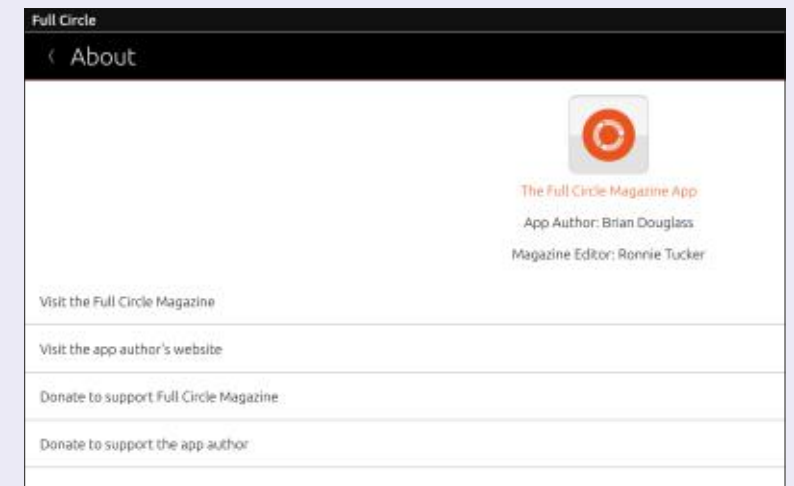 Full Circle
About
The Full Circle Magazine App
App Author: Brian Douglass
Magazine Editor: Ronnie Tucker
Visit the Full Circle Magazine
Visit the app author's website
Donate to support Full Circle Magazine
Donate to support the app author